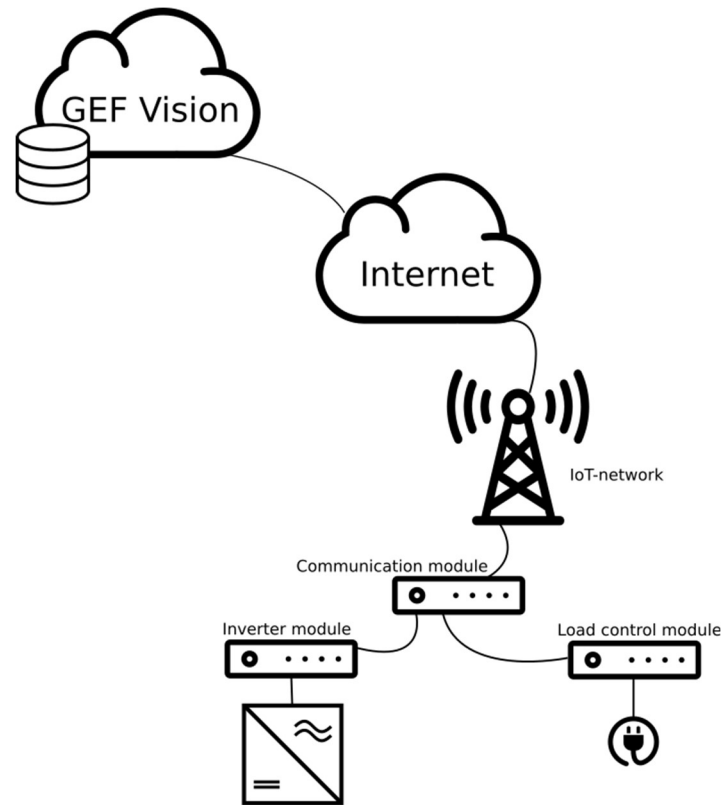 GEF Vision
Internet
IoT-network
Communication module
Inverter module
Load control module